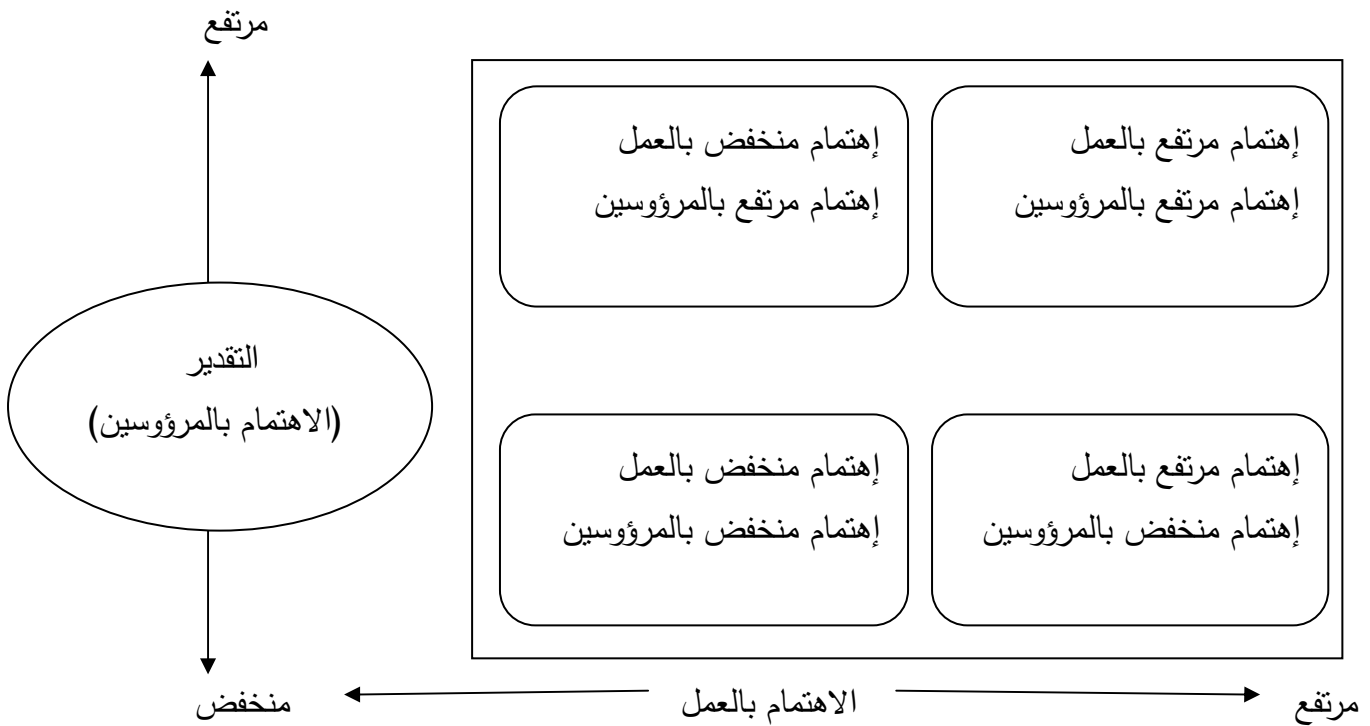 مرتفع
إهتمام مرتفع بالعمل
إهتمام مرتفع بالمرؤوسين
إهتمام منخفض بالعمل
إهتمام مرتفع بالمرؤوسين
التقدير
(الاهتمام بالمرؤوسين)
إهتمام مرتفع بالعمل
إهتمام منخفض بالمرؤوسين
إهتمام منخفض بالعمل
إهتمام منخفض بالمرؤوسين
مرتفع
الاهتمام بالعمل
منخفض